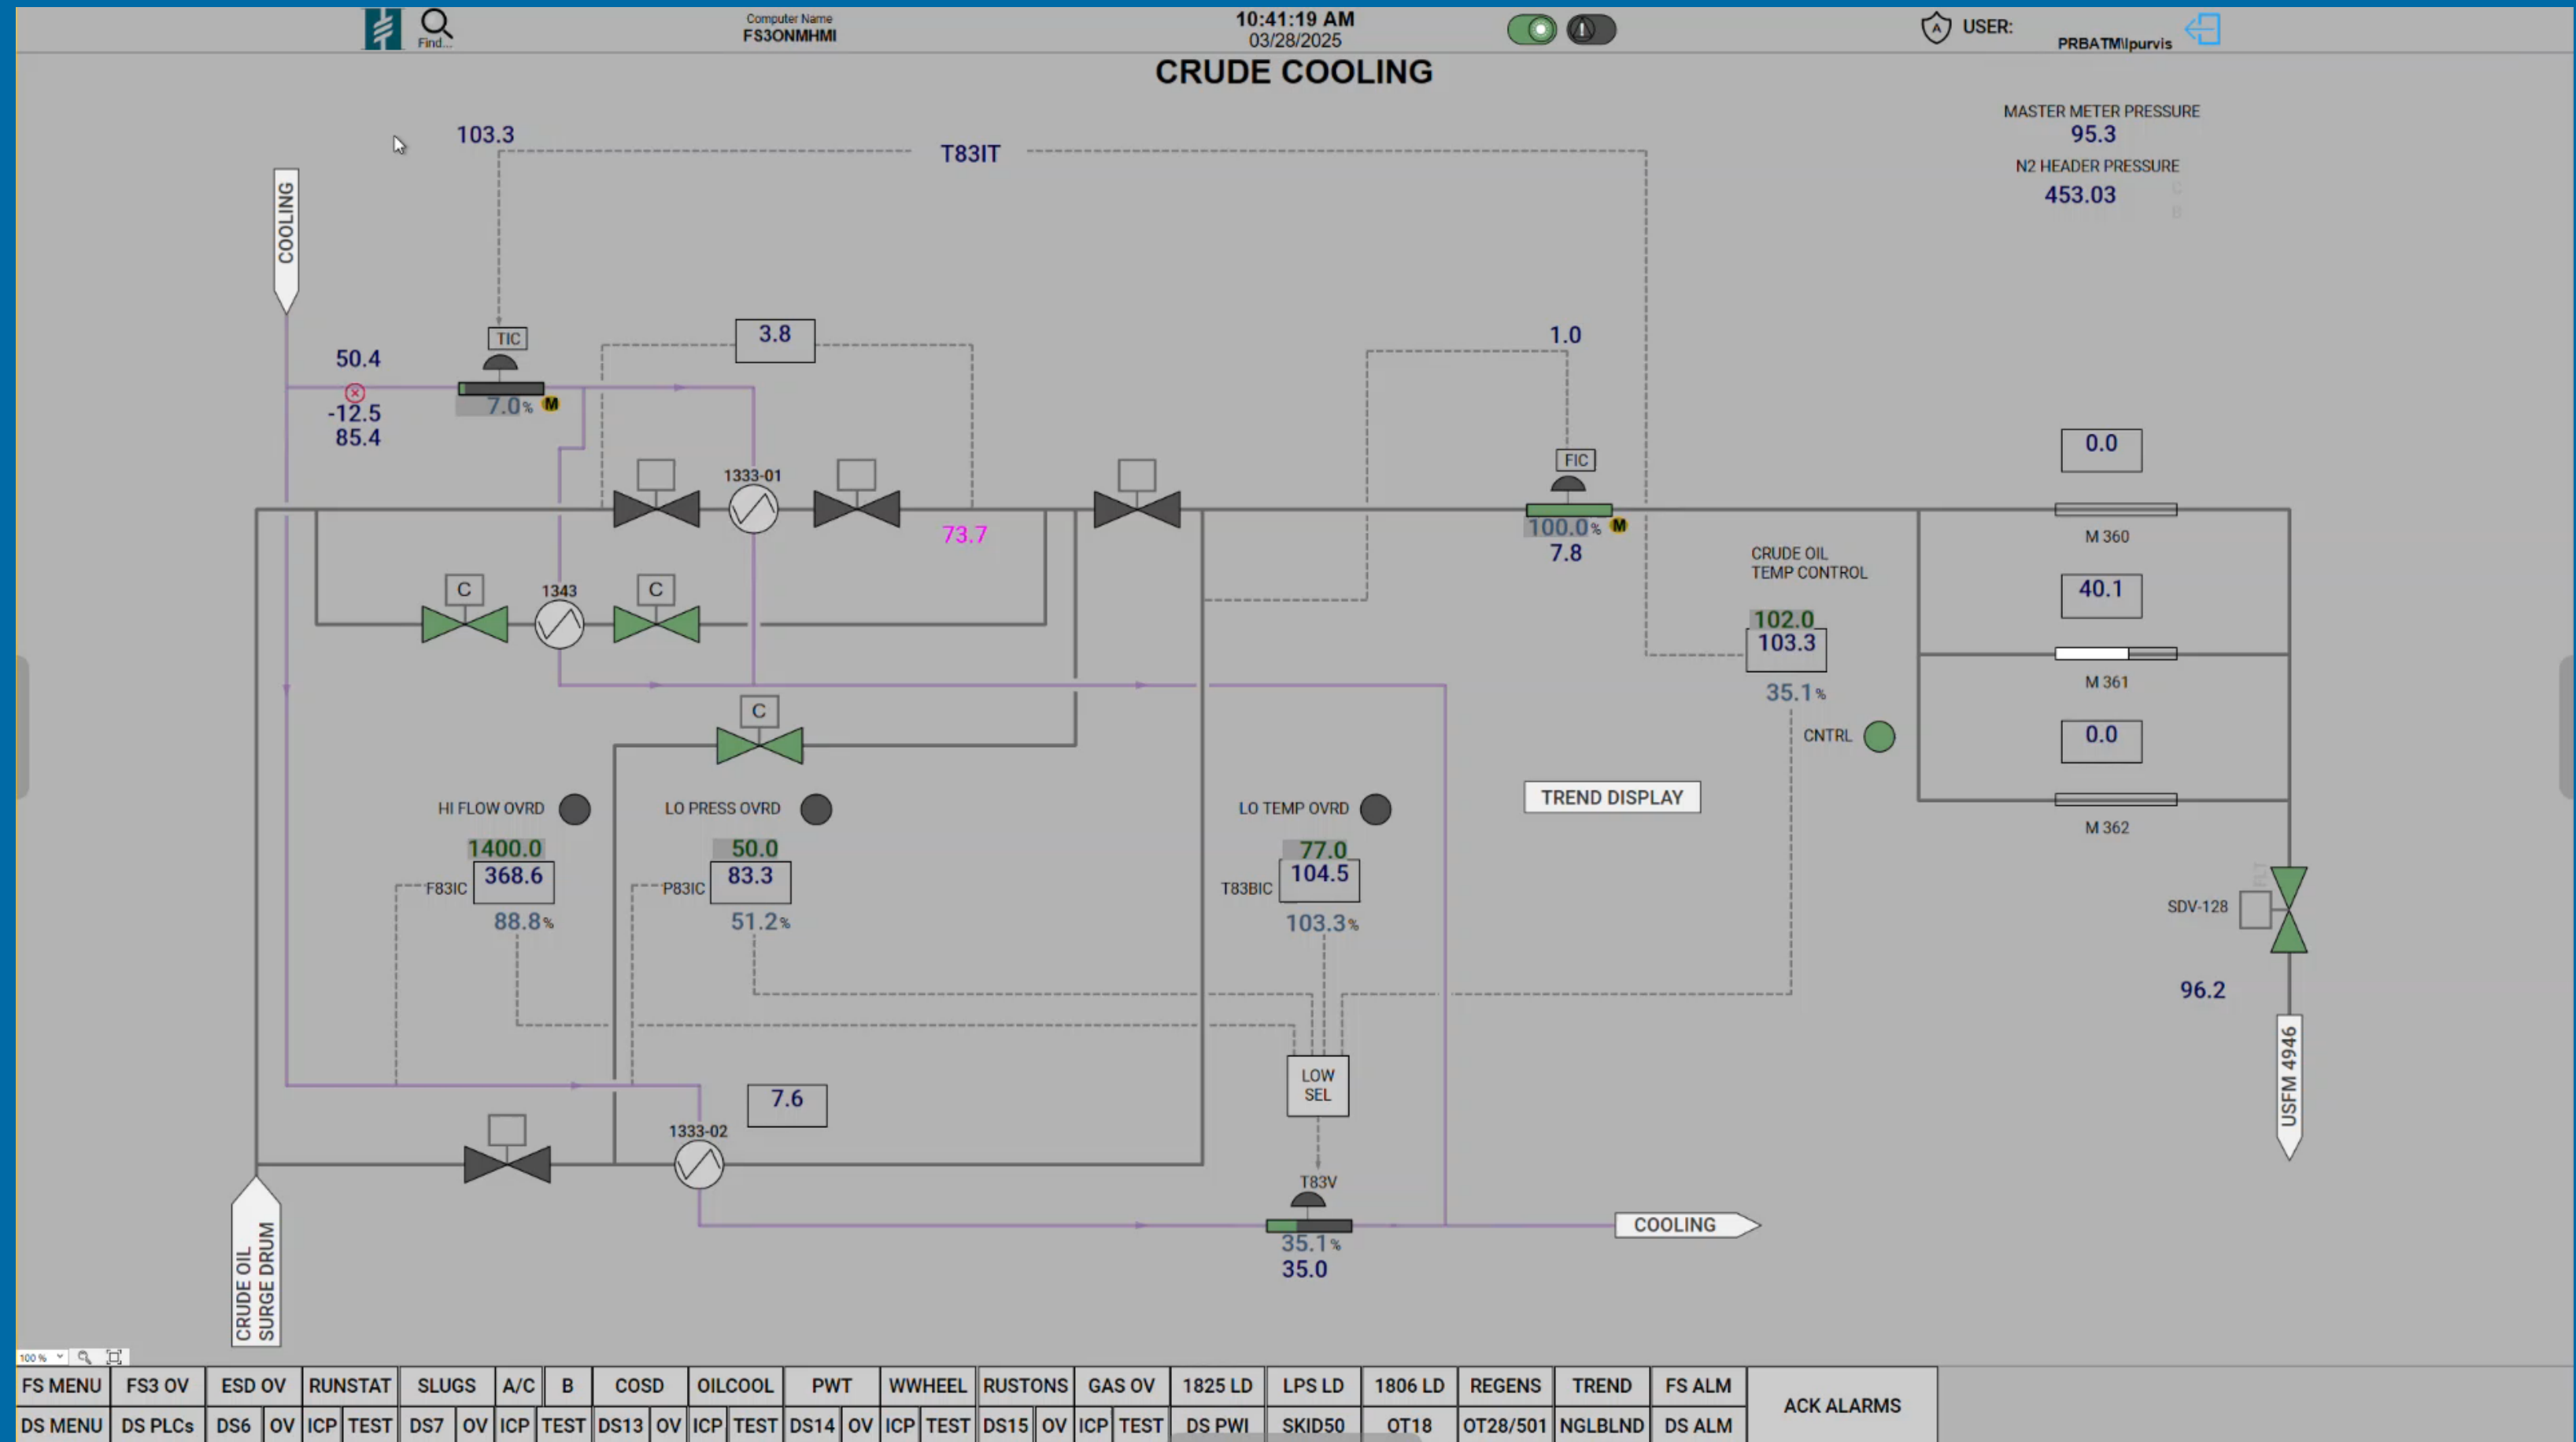 Find...
Computer Name
FS3ONMHMI
10:41:19 AM
03/28/2025
A
USER:
PRBATM\lpurvis
CRUDE COOLING
MASTER METER PRESSURE
95.3
N2 HEADER PRESSURE
453.03
C
B
103.3
T83IT
COOLING
TIC
3.8
1.0
50.4
-12.5
85.4
7.0%
M
FIC
0.0
1333-01
73.7
100.0%
M
7.8
M 360
CRUDE OIL
TEMP CONTROL
C
1343
C
40.1
102.0
103.3
35.1%
M 361
C
CNTRL
0.0
TREND DISPLAY
HI FLOW OVRD
LO PRESS OVRD
LO TEMP OVRD
M 362
1400.0
F83IC
368.6
88.8%
50.0
P83IC
83.3
51.2%
77.0
T83BIC
104.5
103.3%
FLT
SDV-128
96.2
LOW
SEL
7.6
1333-02
USFM 4946
T83V
35.1%
35.0
COOLING
CRUDE OIL
SURGE DRUM
100 %
FS MENU FS3 OV ESD OV RUNSTAT SLUGS A/C B COSD OILCOOL PWT WWHEEL RUSTONS GAS OV 1825 LD LPS LD 1806 LD REGENS TREND FS ALM
ACK ALARMS
DS MENU DS PLCs DS6 OV ICP TEST DS7 OV ICP TEST DS13 OV ICP TEST DS14 OV ICP TEST DS15 OV ICP TEST DS PWI SKID50 OT18 OT28/501 NGLBLND DS ALM